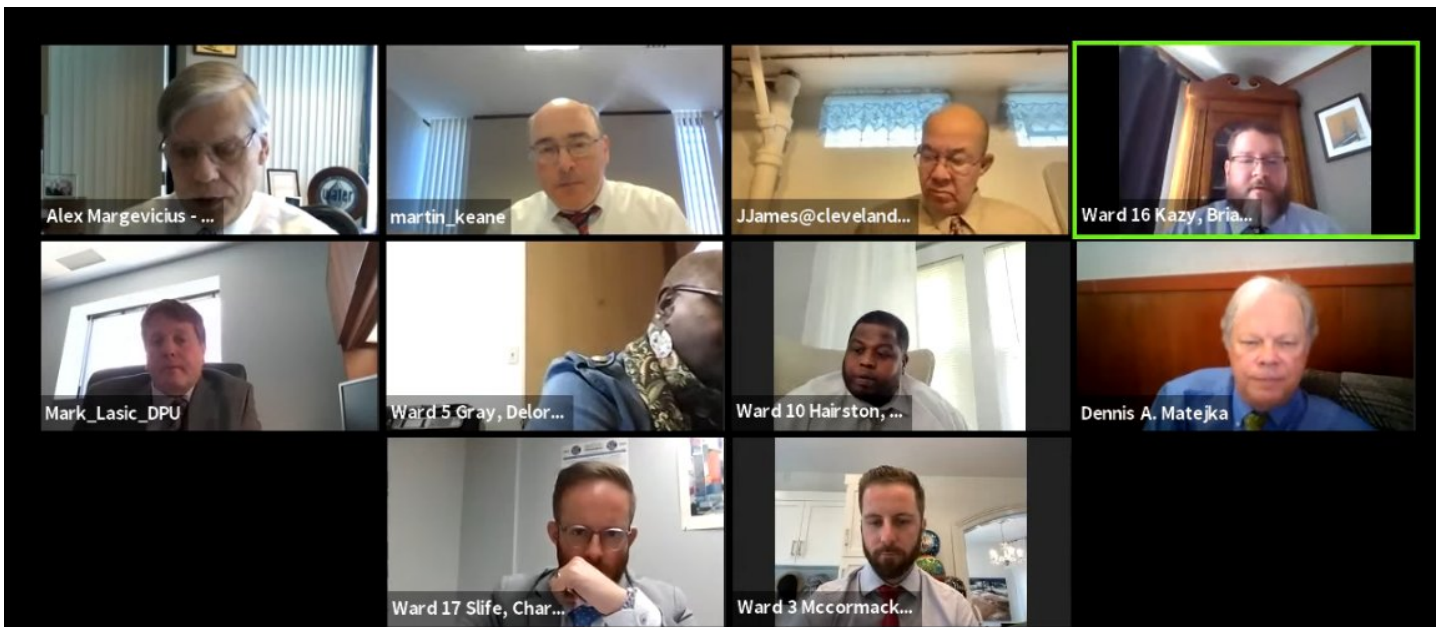 water
Alex Margevicius - ...
martin_keane
JJames@cleveland...
Ward 16 Kazy, Bria...
Mark_Lasic_DPU
Ward 5 Gray, Delor...
Ward 10 Hairston, ...
Dennis A. Matejka
Ward 17 Slife, Char...
Ward 3 Mccormack...